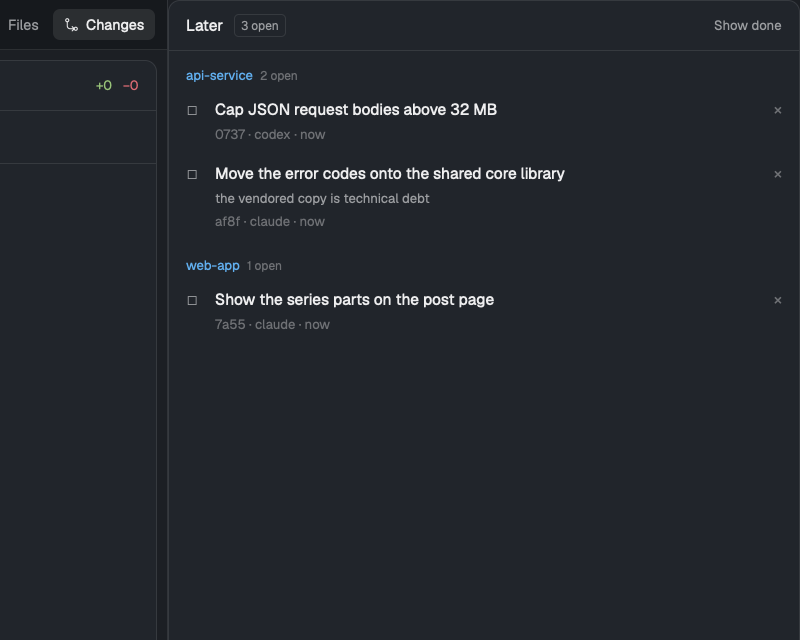 Files
Changes
+0 −0
Later
3 open
Show done
api-service 2 open
Cap JSON request bodies above 32 MB
0737 · codex · now
Move the error codes onto the shared core library
the vendored copy is technical debt
af8f · claude · now
web-app 1 open
Show the series parts on the post page
7a55 · claude · now